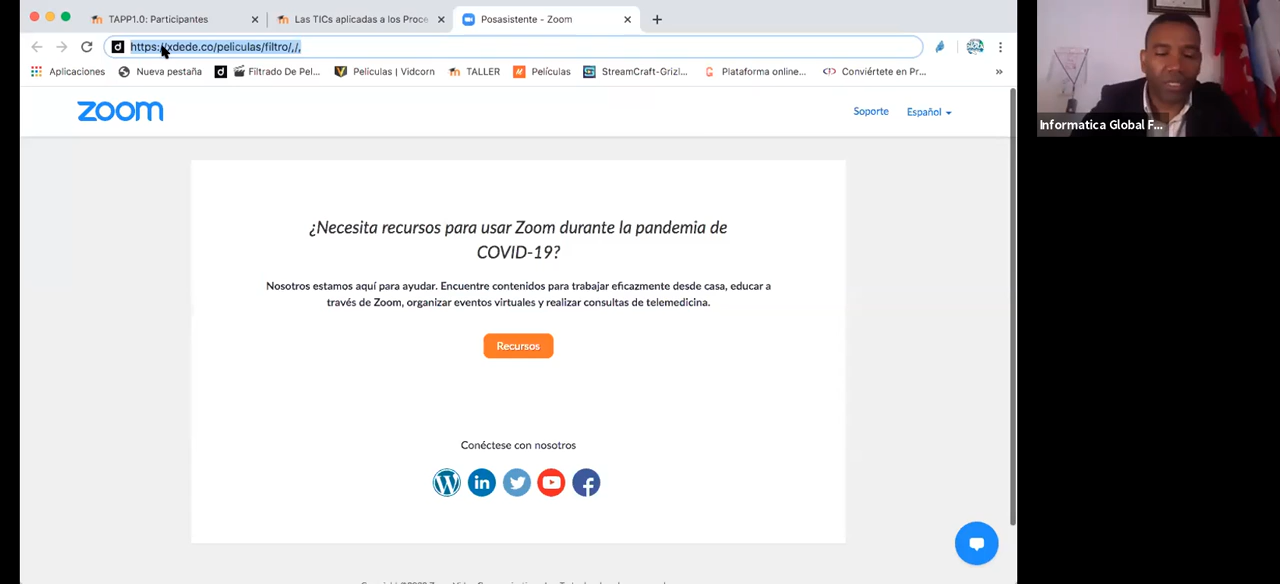 TAPP1.0: Participantes
Las TICs aplicadas a los Proce
Posasistente - Zoom
https://xdede.co/peliculas/filtro/,/,
Aplicaciones
Nueva pestaña
Filtrado De Pel...
Peliculas | Vidcorn
TALLER
Películas
StreamCraft-Grizl...
Plataforma online...
Conviértete en Pr...
»
zoom
Soporte
Español
¿Necesita recursos para usar Zoom durante la pandemia de
COVID-19?
Nosotros estamos aquí para ayudar. Encuentre contenidos para trabajar eficazmente desde casa, educar a
través de Zoom, organizar eventos virtuales y realizar consultas de telemedicina.
Recursos
Conéctese con nosotros
Informatica Global F...